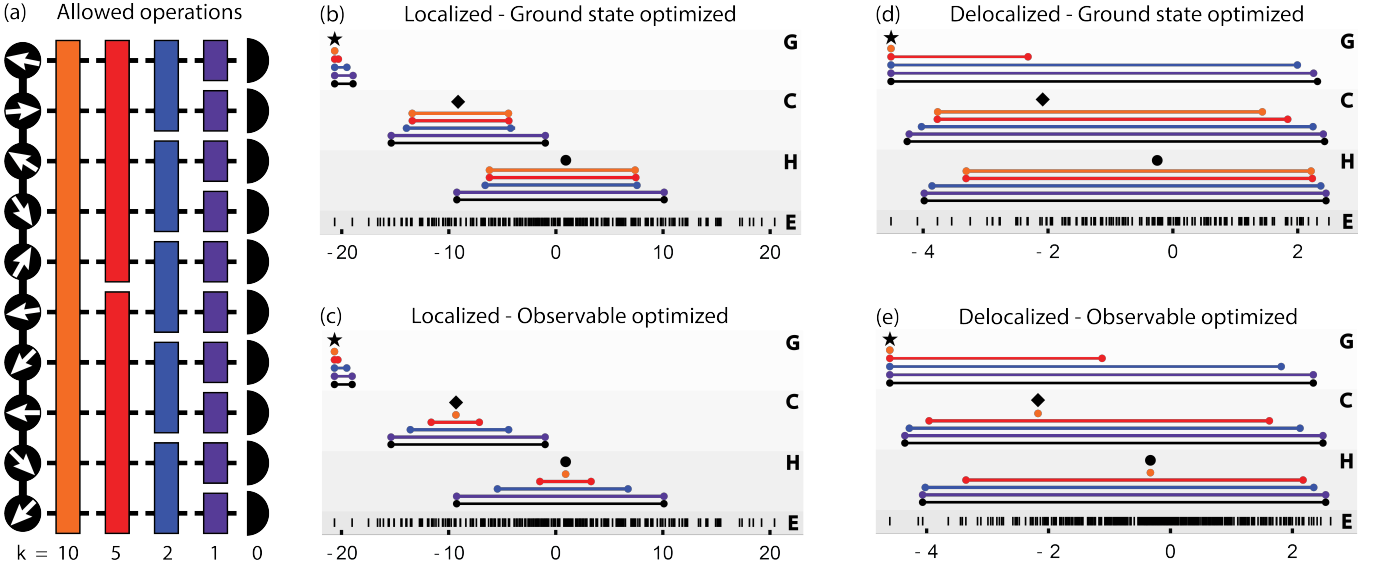 (a) Allowed operations
k = 10 5 2 1 0
(b) Localized - Ground state optimized
G
C
H
E
- 20 - 10 0 10 20
(c) Localized - Observable optimized
G
C
H
E
- 20 - 10 0 10 20
(d) Delocalized - Ground state optimized
G
C
H
E
- 4 - 2 0 2
(e) Delocalized - Observable optimized
G
C
H
E
- 4 - 2 0 2